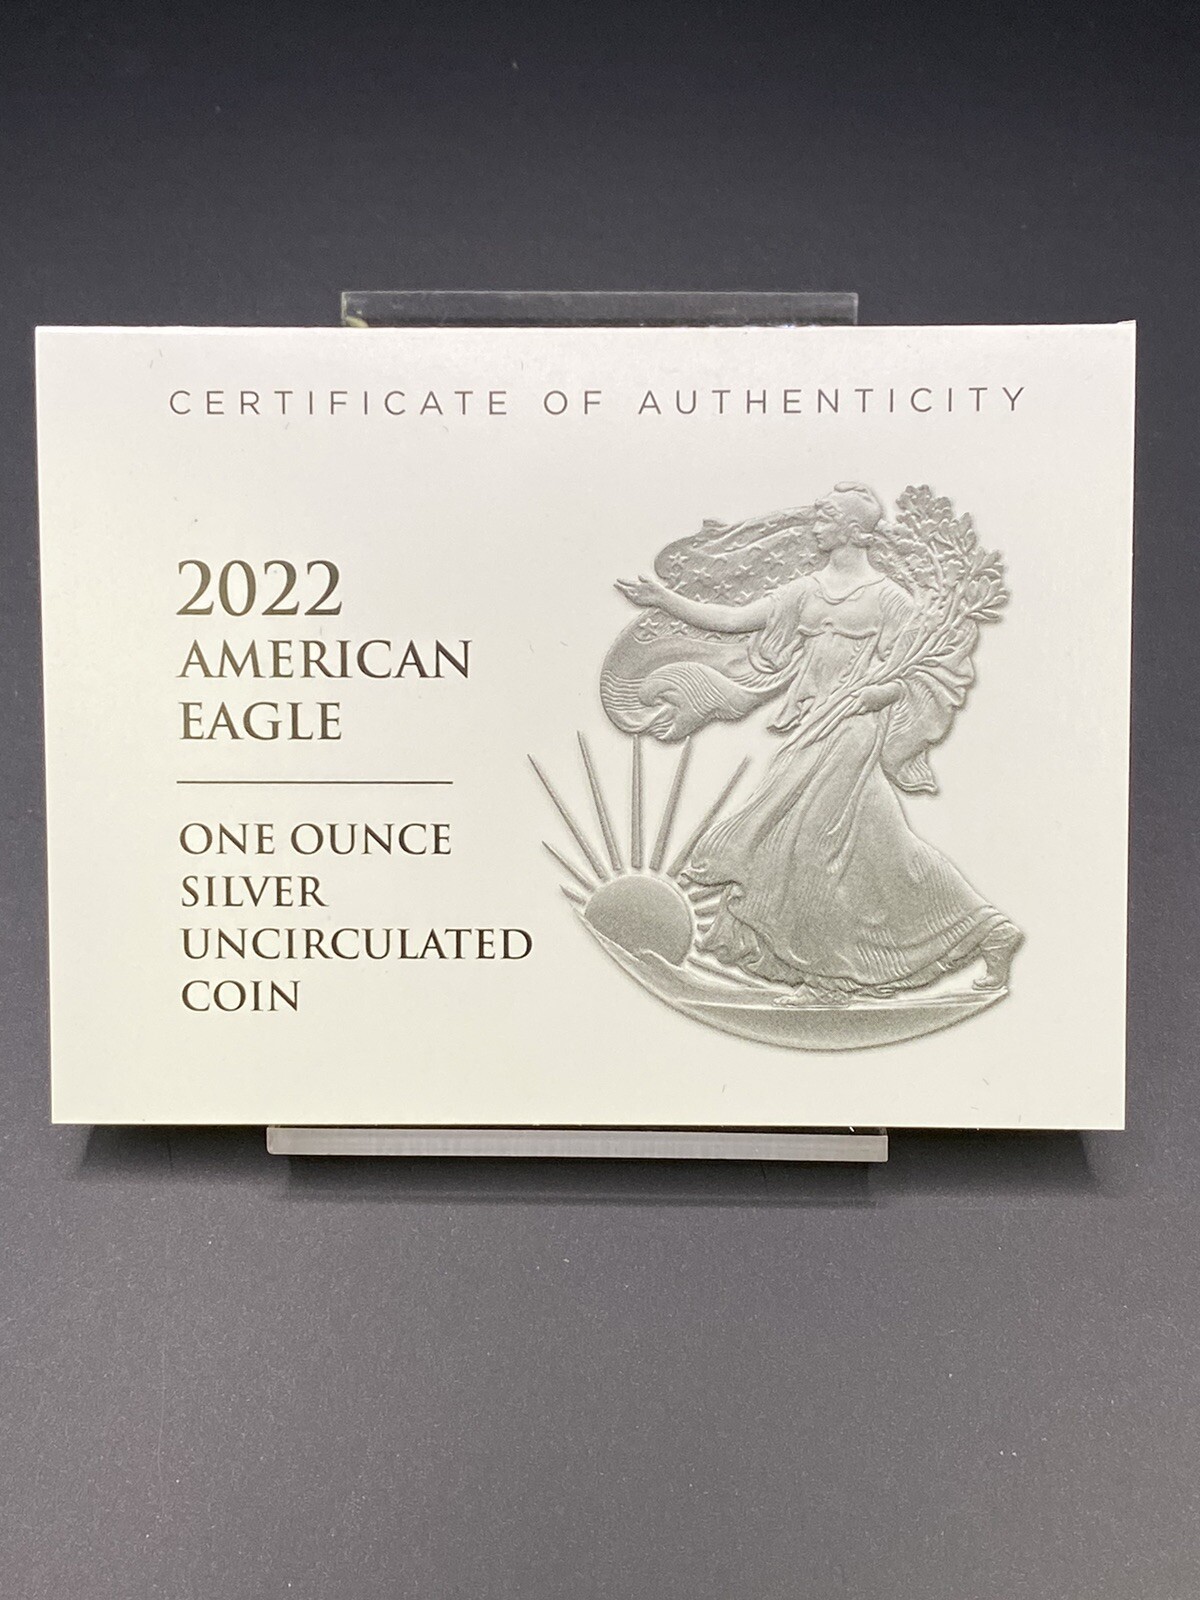 CERTIFICATE OF AUTHENTICITY
2022
AMERICAN
EAGLE
ONE OUNCE
SILVER
UNCIRCULATED
COIN